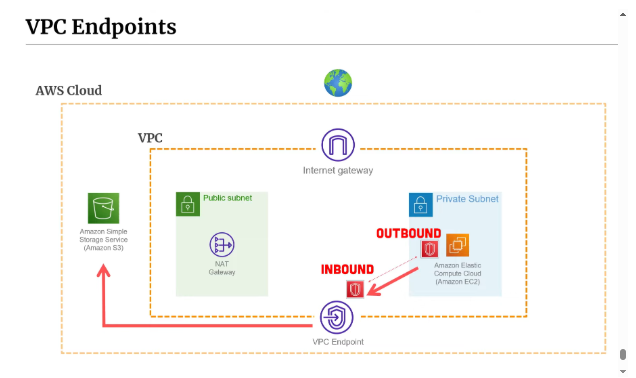 VPC Endpoints
AWS Cloud
VPC
Internet gateway
Public subnet
Private Subnet
Amazon Simple
Storage Service
(Amazon S3)
NAT
Gateway
OUTBOUND
INBOUND
Amazon Elastic
Compute Cloud
(Amazon EC2)
VPC Endpoint